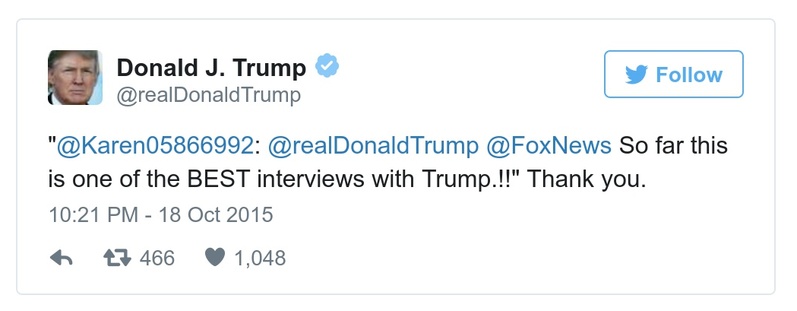 Donald J. Trump
@realDonaldTrump
Follow
"@Karen05866992: @realDonaldTrump @FoxNews So far this
is one of the BEST interviews with Trump.!!" Thank you.
10:21 PM - 18 Oct 2015
466 1,048